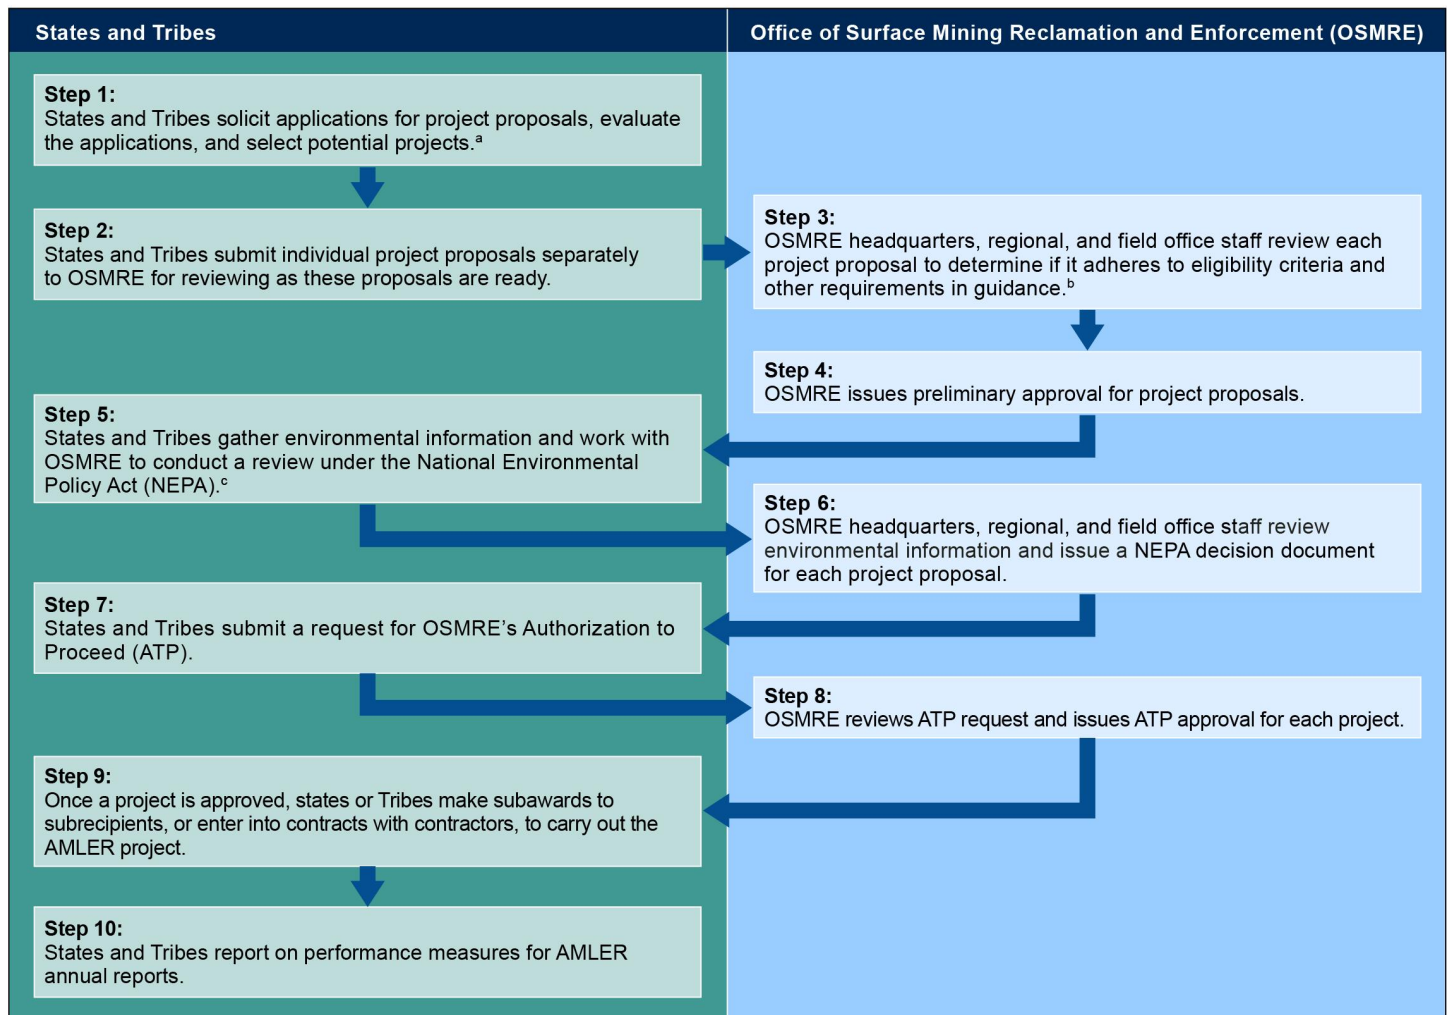 States and Tribes
Office of Surface Mining Reclamation and Enforcement (OSMRE)
Step 1:
States and Tribes solicit applications for project proposals, evaluate
the applications, and select potential projects.ᵃ
Step 2:
States and Tribes submit individual project proposals separately
to OSMRE for reviewing as these proposals are ready.
Step 3:
OSMRE headquarters, regional, and field office staff review each
project proposal to determine if it adheres to eligibility criteria and
other requirements in guidance.ᵇ
Step 4:
OSMRE issues preliminary approval for project proposals.
Step 5:
States and Tribes gather environmental information and work with
OSMRE to conduct a review under the National Environmental
Policy Act (NEPA).ᶜ
Step 6:
OSMRE headquarters, regional, and field office staff review
environmental information and issue a NEPA decision document
for each project proposal.
Step 7:
States and Tribes submit a request for OSMRE’s Authorization to
Proceed (ATP).
Step 8:
OSMRE reviews ATP request and issues ATP approval for each project.
Step 9:
Once a project is approved, states or Tribes make subawards to
subrecipients, or enter into contracts with contractors, to carry out the
AMLER project.
Step 10:
States and Tribes report on performance measures for AMLER
annual reports.